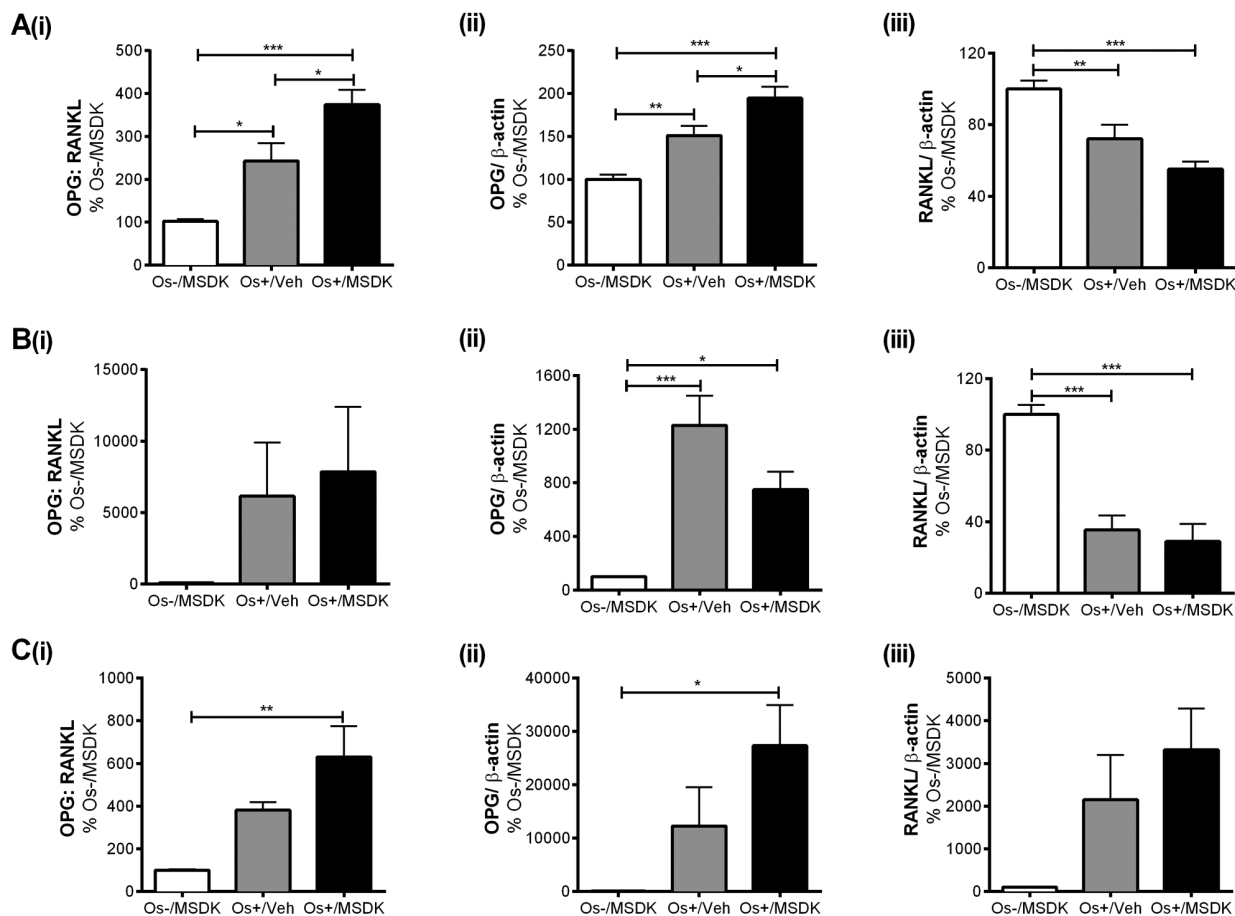 A(i)
OPG: RANKL
% Os-/MSDK
500
400
300
200
100
0
***
*
*
Os-/MSDK Os+/Veh Os+/MSDK
(ii)
OPG/ β-actin
% Os-/MSDK
250
200
150
100
50
0
***
*
**
Os-/MSDK Os+/Veh Os+/MSDK
(iii)
RANKL/ β-actin
% Os-/MSDK
120
80
40
0
***
**
Os-/MSDK Os+/Veh Os+/MSDK
B(i)
OPG: RANKL
% Os-/MSDK
15000
10000
5000
0
Os-/MSDK Os+/Veh Os+/MSDK
(ii)
OPG/ β-actin
% Os-/MSDK
1600
1200
800
400
0
*
***
Os-/MSDK Os+/Veh Os+/MSDK
(iii)
RANKL/ β-actin
% Os-/MSDK
120
80
40
0
***
***
Os-/MSDK Os+/Veh Os+/MSDK
C(i)
OPG: RANKL
% Os-/MSDK
1000
800
600
400
200
0
**
Os-/MSDK Os+/Veh Os+/MSDK
(ii)
OPG/ β-actin
% Os-/MSDK
40000
30000
20000
10000
0
*
Os-/MSDK Os+/Veh Os+/MSDK
(iii)
RANKL/ β-actin
% Os-/MSDK
5000
4000
3000
2000
1000
0
Os-/MSDK Os+/Veh Os+/MSDK